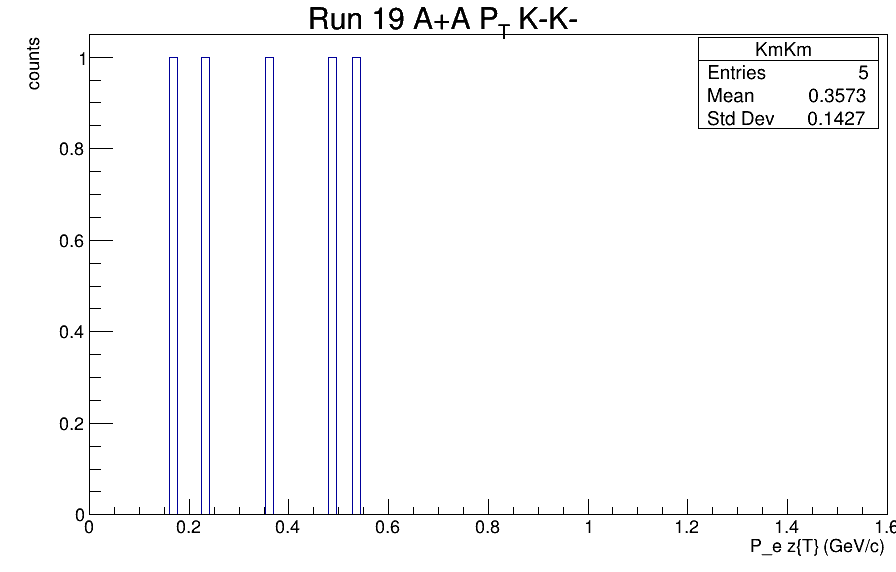 Run 19 A+A P_T K-K-
counts
KmKm
Entries 5
Mean 0.3573
Std Dev 0.1427
1
0.8
0.6
0.4
0.2
0
0 0.2 0.4 0.6 0.8 1 1.2 1.4 1.6
P_e z{T} (GeV/c)